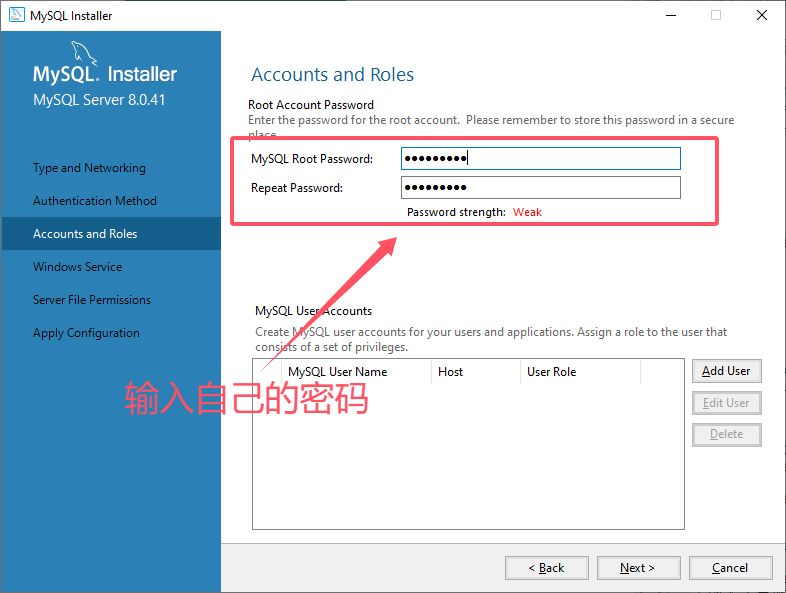 MySQL Installer
MySQL. Installer
MySQL Server 8.0.41
Type and Networking
Authentication Method
Accounts and Roles
Windows Service
Server File Permissions
Apply Configuration
Accounts and Roles
Root Account Password
Enter the password for the root account. Please remember to store this password in a secure
place.
MySQL Root Password: ●●●●●●●●●
Repeat Password: ●●●●●●●●●
Password strength: Weak
MySQL User Accounts
Create MySQL user accounts for your users and applications. Assign a role to the user that
consists of a set of privileges.
MySQL User Name Host User Role
Add User
Edit User
Delete
输入自己的密码
< Back Next > Cancel